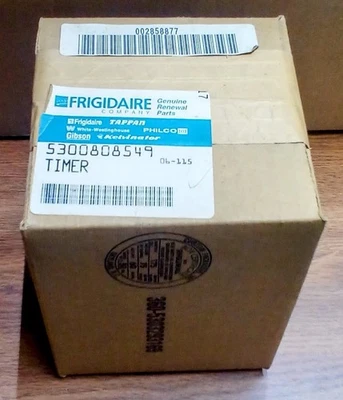 002858877
FRIGIDAIRE
COMPANY
Genuine
Renewal
Parts
Frigidaire TAPPAN
White-Westinghouse PHILCO
Gibson Kelvinator
5300808549
TIMER 06-115